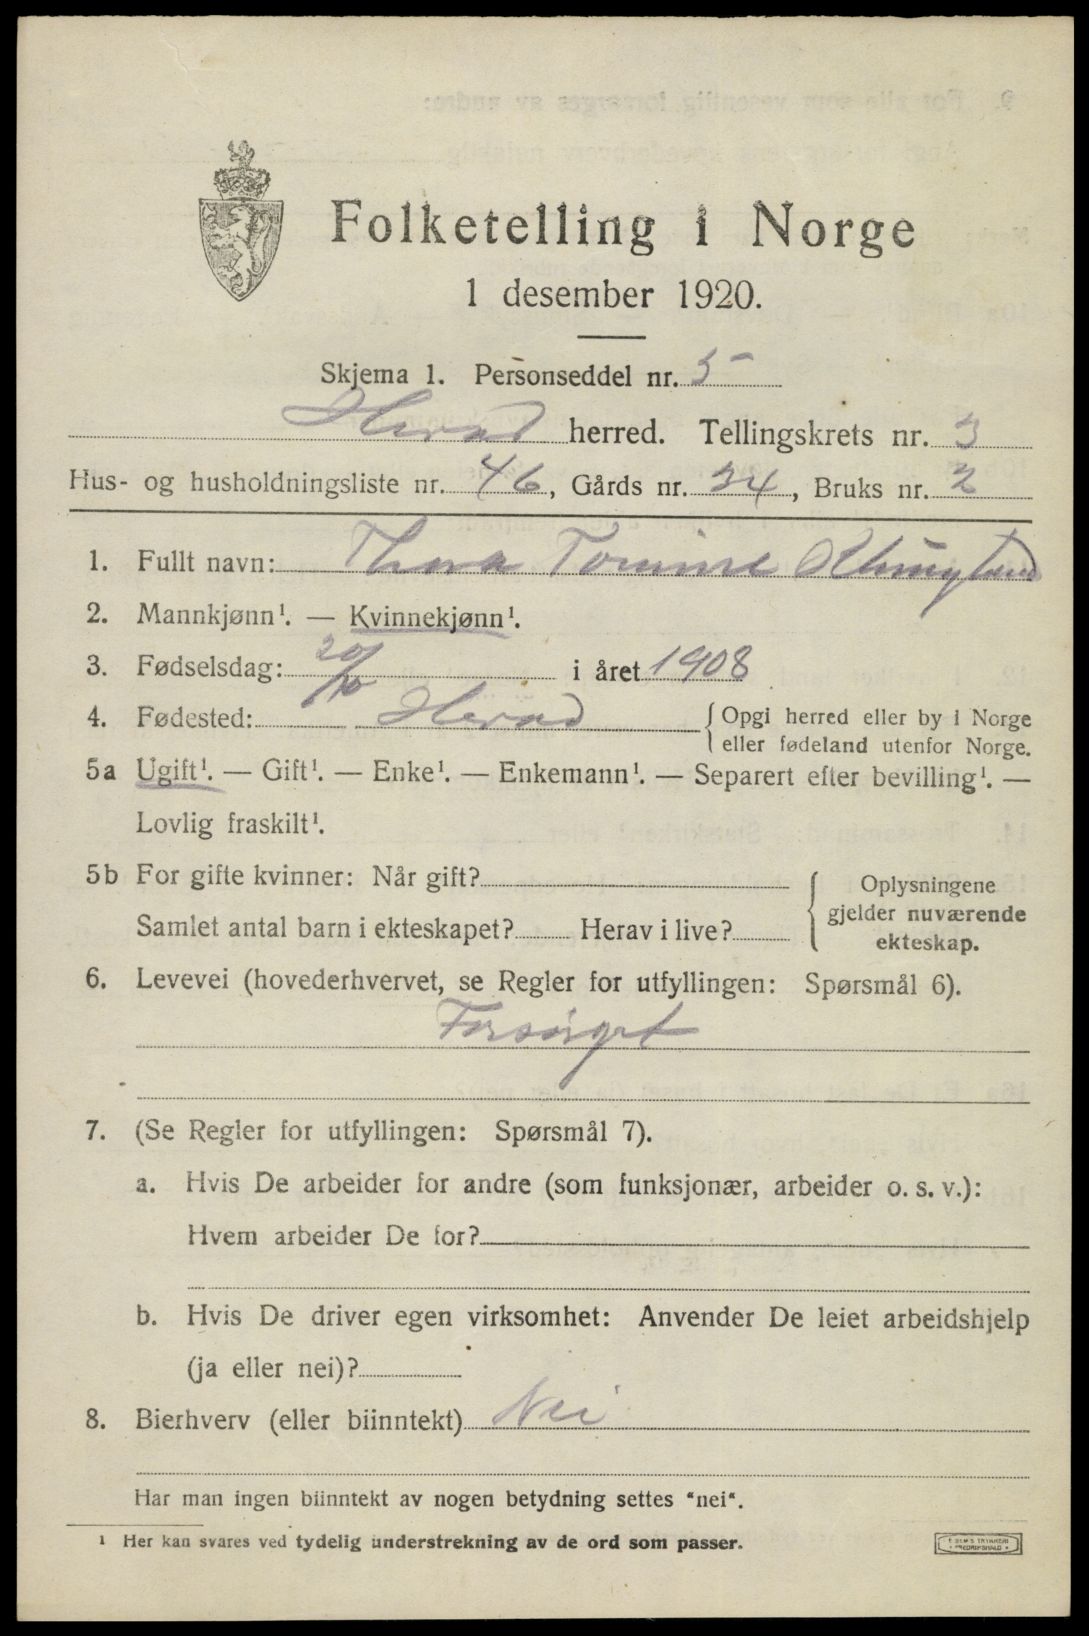 Folketelling i Norge
1 desember 1920.
Skjema 1. Personseddel nr. 5
Herad herred. Tellingskrets nr. 3
Hus- og husholdningsliste nr. 46, Gårds nr. 34, Bruks nr. 2
1. Fullt navn: Thora Tomine
2. Mannkjønn¹. — Kvinnekjønn¹.
3. Fødselsdag: 20/10 i året 1908
4. Fødested: Herad { Opgi herred eller by i Norge
eller fødeland utenfor Norge.
5a Ugift¹. — Gift¹. — Enke¹. — Enkemann¹. — Separert efter bevilling¹. —
Lovlig fraskilt¹.
5b For gifte kvinner: Når gift?
Samlet antal barn i ekteskapet? Herav i live?
{ Oplysningene
gjelder nuværende
ekteskap.
6. Levevei (hovederhvervet, se Regler for utfyllingen: Spørsmål 6).
Forsørget
7. (Se Regler for utfyllingen: Spørsmål 7).
a. Hvis De arbeider for andre (som funksjonær, arbeider o. s. v.):
Hvem arbeider De for?
b. Hvis De driver egen virksomhet: Anvender De leiet arbeidshjelp
(ja eller nei)?
8. Bierhverv (eller biinntekt) Nei
Har man ingen biinntekt av nogen betydning settes "nei".
¹ Her kan svares ved tydelig understrekning av de ord som passer.